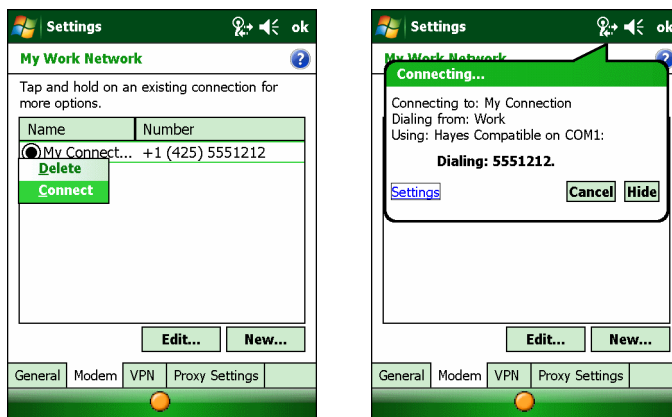 Settings ok
My Work Network
Tap and hold on an existing connection for
more options.
Name Number
My Connect... +1 (425) 5551212
Delete
Connect
Edit... New...
General Modem VPN Proxy Settings
Settings ok
My Work Network
Connecting...
Connecting to: My Connection
Dialing from: Work
Using: Hayes Compatible on COM1:
Dialing: 5551212.
Settings Cancel Hide
Edit... New...
General Modem VPN Proxy Settings